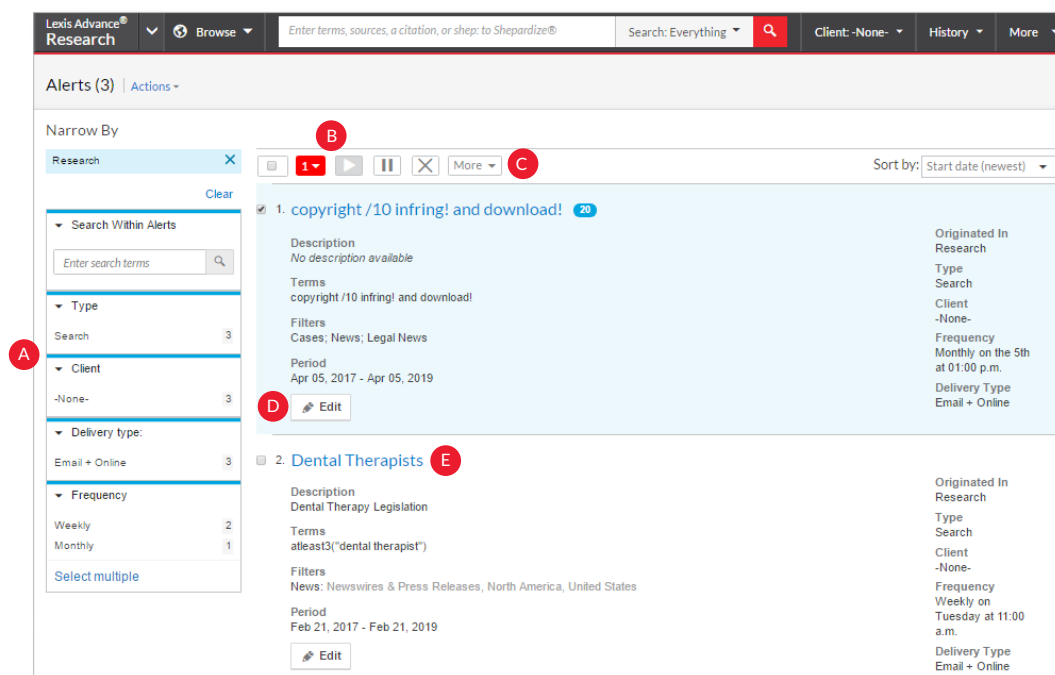 Lexis Advance®
Research
Browse
Enter terms, sources, a citation, or shep: to Shepardize®
Search: Everything
Client: -None-
History
More
Alerts (3) | Actions
Narrow By
B
Research
1
More
C
Sort by: Start date (newest)
Clear
1. copyright /10 infring! and download! 20
Search Within Alerts
Enter search terms
Description
No description available
Terms
copyright /10 infring! and download!
Filters
Cases; News; Legal News
Period
Apr 05, 2017 - Apr 05, 2019
D
Edit
Originated In
Research
Type
Search
Client
-None-
Frequency
Monthly on the 5th
at 01:00 p.m.
Delivery Type
Email + Online
Type
Search 3
A
Client
-None- 3
Delivery type:
Email + Online 3
Frequency
Weekly 2
Monthly 1
Select multiple
2. Dental Therapists
E
Description
Dental Therapy Legislation
Terms
atleast3("dental therapist")
Filters
News: Newswires & Press Releases, North America, United States
Period
Feb 21, 2017 - Feb 21, 2019
Edit
Originated In
Research
Type
Search
Client
-None-
Frequency
Weekly on
Tuesday at 11:00
a.m.
Delivery Type
Email + Online